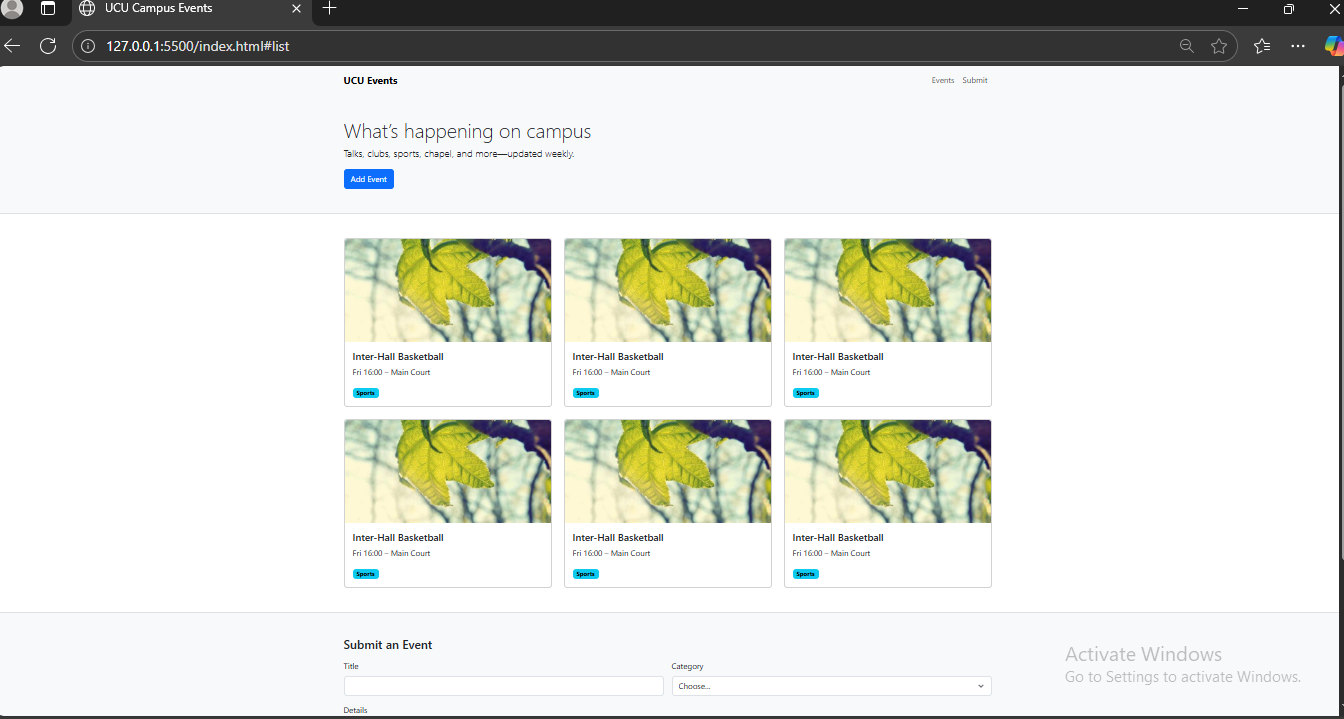 UCU Campus Events
127.0.0.1:5500/index.html#list
UCU Events
Events Submit
What's happening on campus
Talks, clubs, sports, chapel, and more—updated weekly.
Add Event
Inter-Hall Basketball Inter-Hall Basketball Inter-Hall Basketball
Fri 16:00 – Main Court Fri 16:00 – Main Court Fri 16:00 – Main Court
Sports Sports Sports
Inter-Hall Basketball Inter-Hall Basketball Inter-Hall Basketball
Fri 16:00 – Main Court Fri 16:00 – Main Court Fri 16:00 – Main Court
Sports Sports Sports
Submit an Event
Title Category
Choose...
Details
Activate Windows
Go to Settings to activate Windows.